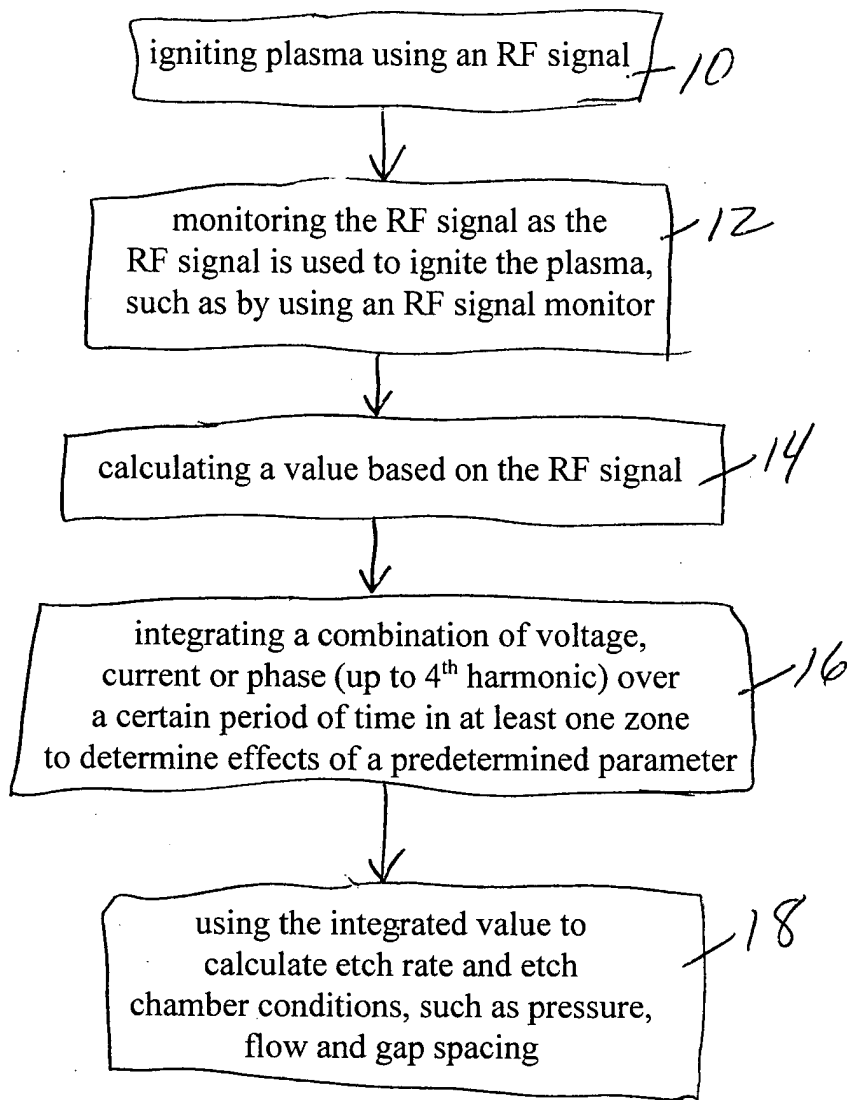 igniting plasma using an RF signal
10
monitoring the RF signal as the
RF signal is used to ignite the plasma,
such as by using an RF signal monitor
12
calculating a value based on the RF signal
14
integrating a combination of voltage,
current or phase (up to 4th harmonic) over
a certain period of time in at least one zone
to determine effects of a predetermined parameter
16
using the integrated value to
calculate etch rate and etch
chamber conditions, such as pressure,
flow and gap spacing
18